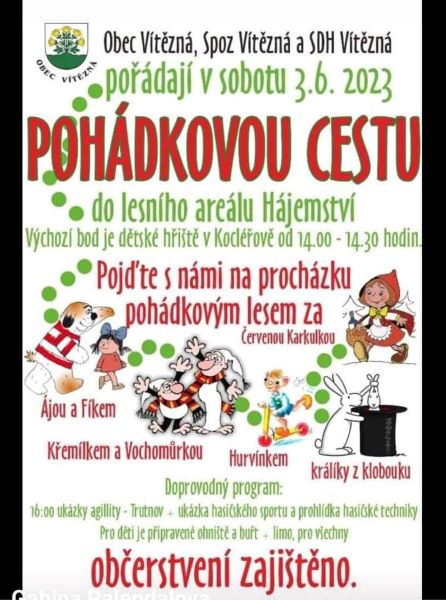 OBEC VÍTĚZNÁ
Obec Vítězná, Spoz Vítězná a SDH Vítězná
pořádají v sobotu 3.6. 2023
POHÁDKOVOU CESTU
do lesního areálu Hájemství
Výchozí bod je dětské hřiště v Kocléřově od 14.00 - 14.30 hodin.
Pojďte s námi na procházku
pohádkovým lesem za
Červenou Karkulkou
Ájou a Fíkem
Křemílkem a Vochomůrkou
Hurvínkem
králíky z klobouku
Doprovodný program:
16:00 ukázky agillity - Trutnov + ukázka hasičského sportu a prohlídka hasičské techniky
Pro děti je připravené ohniště a buřt + limo, pro všechny
občerstvení zajištěno.
Gabina Palendalova